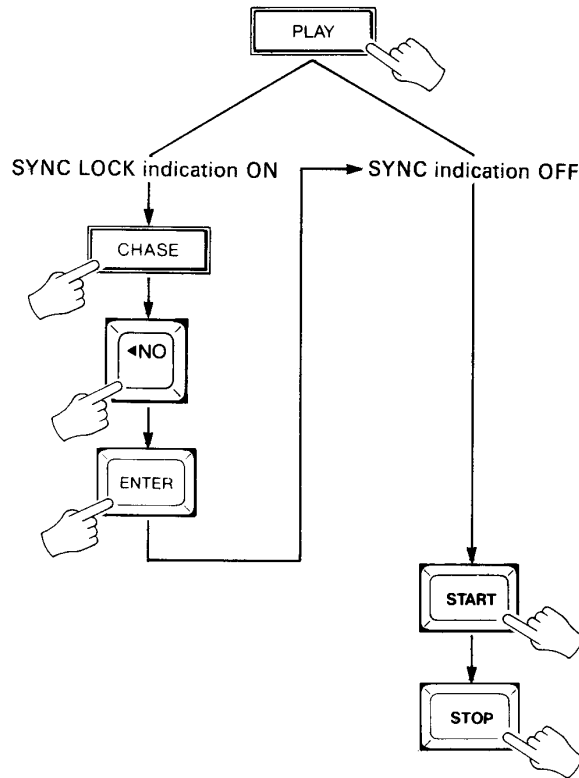 PLAY
SYNC LOCK indication ON
SYNC indication OFF
CHASE
◄NO
ENTER
START
STOP